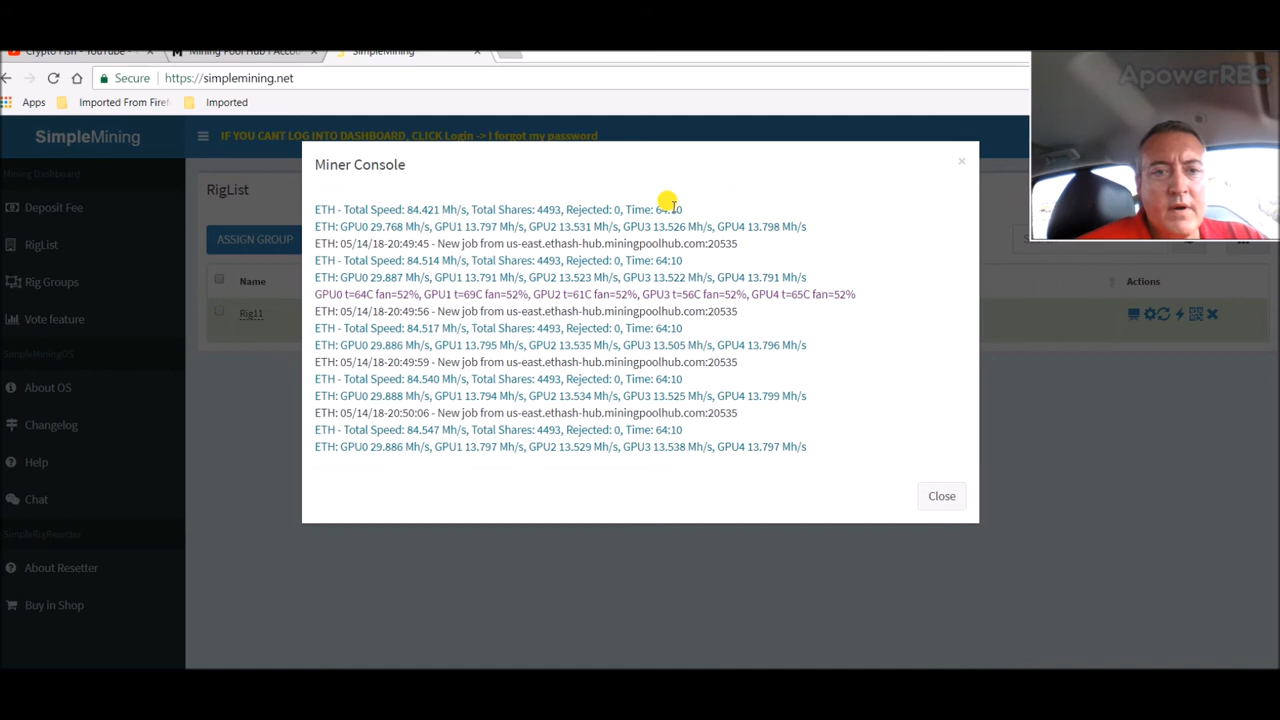 Crypto Fish - YouTube - Mining Pool Hub | Acco SimpleMining
Secure https://simplemining.net
Apps Imported From Firef Imported
ApowerREC
SimpleMining IF YOU CANT LOG INTO DASHBOARD, CLICK Login -> I forgot my password
Mining Dashboard
Deposit Fee
RigList
Rig Groups
Vote feature
SimpleMiningOS
About OS
Changelog
Help
Chat
SimpleRigResetter
About Resetter
Buy in Shop
RigList
ASSIGN GROUP
Name Actions
Rig11
Miner Console ×
ETH - Total Speed: 84.421 Mh/s, Total Shares: 4493, Rejected: 0, Time: 64:10
ETH: GPU0 29.768 Mh/s, GPU1 13.797 Mh/s, GPU2 13.531 Mh/s, GPU3 13.526 Mh/s, GPU4 13.798 Mh/s
ETH: 05/14/18-20:49:45 - New job from us-east.ethash-hub.miningpoolhub.com:20535
ETH - Total Speed: 84.514 Mh/s, Total Shares: 4493, Rejected: 0, Time: 64:10
ETH: GPU0 29.887 Mh/s, GPU1 13.791 Mh/s, GPU2 13.523 Mh/s, GPU3 13.522 Mh/s, GPU4 13.791 Mh/s
GPU0 t=64C fan=52%, GPU1 t=69C fan=52%, GPU2 t=61C fan=52%, GPU3 t=56C fan=52%, GPU4 t=65C fan=52%
ETH: 05/14/18-20:49:56 - New job from us-east.ethash-hub.miningpoolhub.com:20535
ETH - Total Speed: 84.517 Mh/s, Total Shares: 4493, Rejected: 0, Time: 64:10
ETH: GPU0 29.886 Mh/s, GPU1 13.795 Mh/s, GPU2 13.535 Mh/s, GPU3 13.505 Mh/s, GPU4 13.796 Mh/s
ETH: 05/14/18-20:49:59 - New job from us-east.ethash-hub.miningpoolhub.com:20535
ETH - Total Speed: 84.540 Mh/s, Total Shares: 4493, Rejected: 0, Time: 64:10
ETH: GPU0 29.888 Mh/s, GPU1 13.794 Mh/s, GPU2 13.534 Mh/s, GPU3 13.525 Mh/s, GPU4 13.799 Mh/s
ETH: 05/14/18-20:50:06 - New job from us-east.ethash-hub.miningpoolhub.com:20535
ETH - Total Speed: 84.547 Mh/s, Total Shares: 4493, Rejected: 0, Time: 64:10
ETH: GPU0 29.886 Mh/s, GPU1 13.797 Mh/s, GPU2 13.529 Mh/s, GPU3 13.538 Mh/s, GPU4 13.797 Mh/s
Close